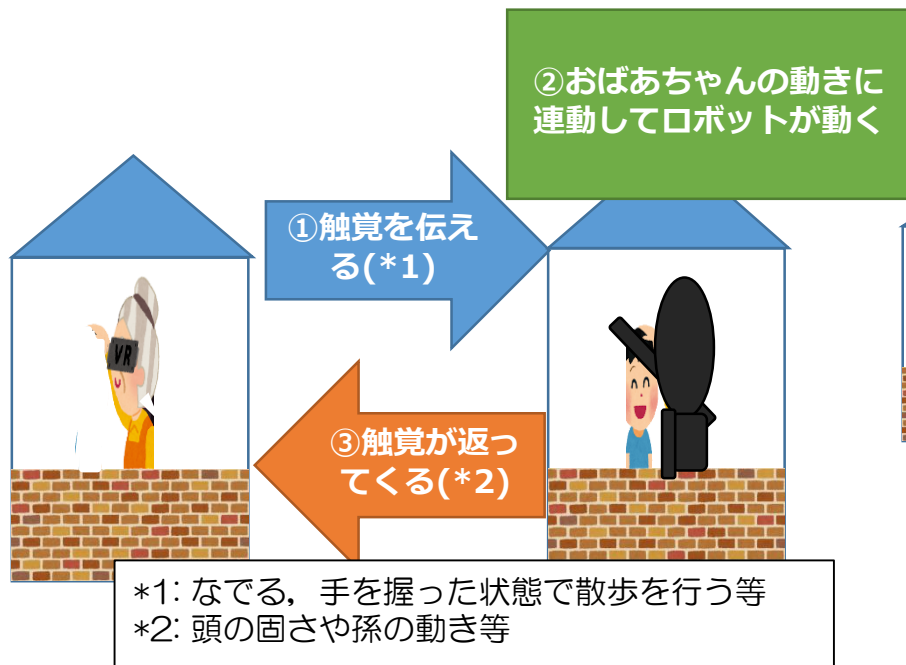 ②おばあちゃんの動きに
連動してロボットが動く
①触覚を伝え
る(*1)
VR
③触覚が返っ
てくる(*2)
*1: なでる，手を握った状態で散歩を行う等
*2: 頭の固さや孫の動き等